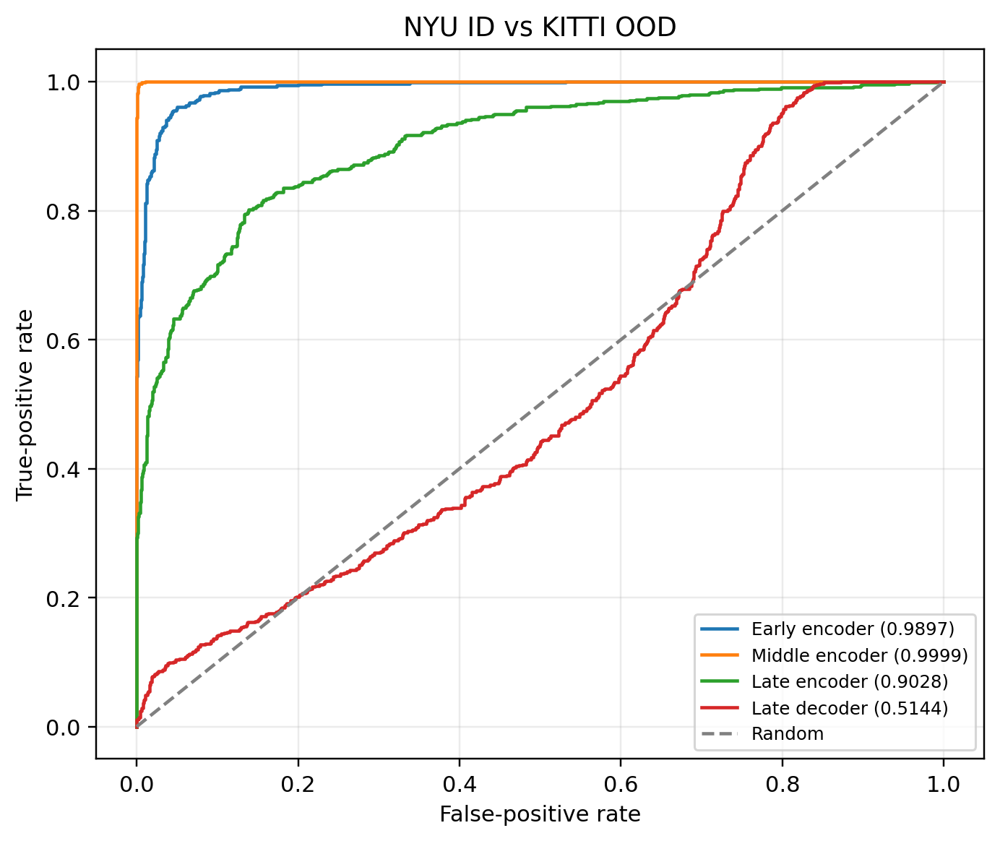 NYU ID vs KITTI OOD
1.0
0.8
0.6
0.4
0.2
0.0
True-positive rate
Early encoder (0.9897)
Middle encoder (0.9999)
Late encoder (0.9028)
Late decoder (0.5144)
Random
0.0 0.2 0.4 0.6 0.8 1.0
False-positive rate